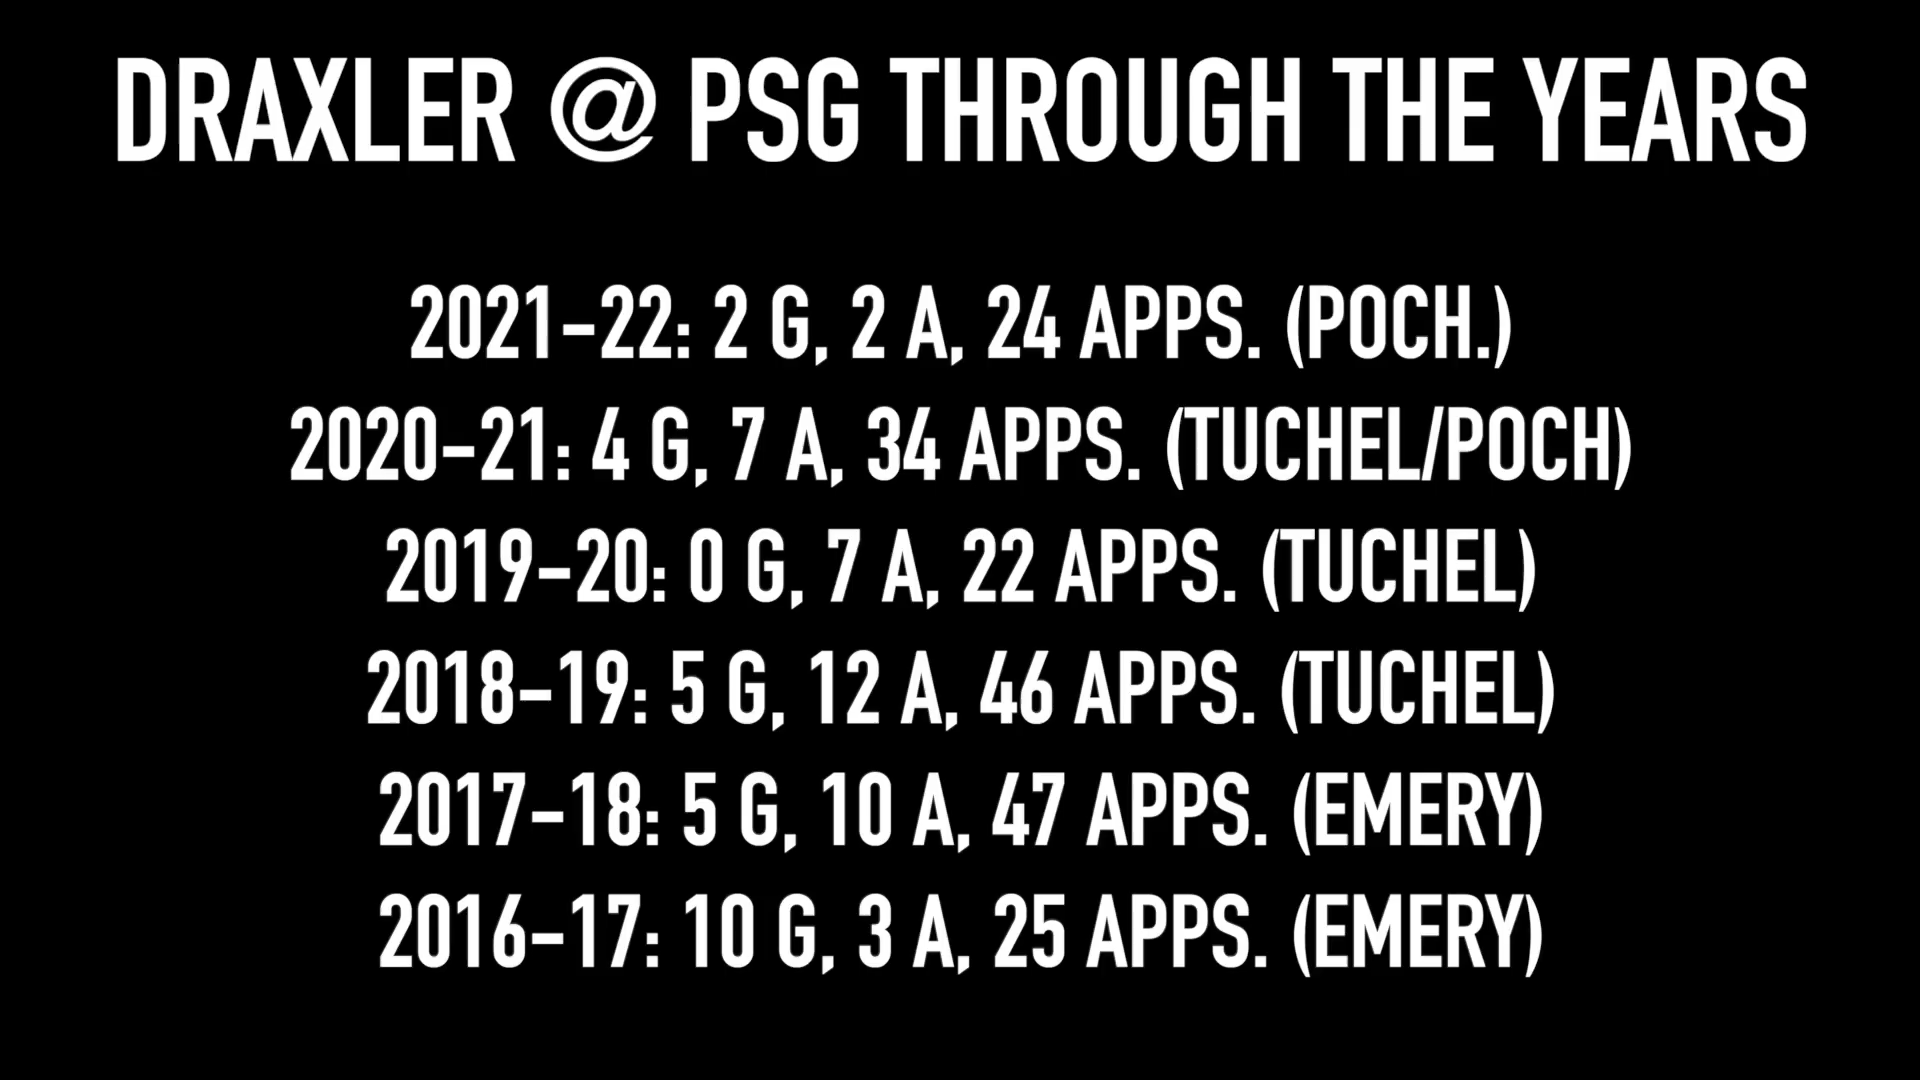 DRAXLER @ PSG THROUGH THE YEARS
2021-22: 2 G, 2 A, 24 APPS. (POCH.)
2020-21: 4 G, 7 A, 34 APPS. (TUCHEL/POCH)
2019-20: 0 G, 7 A, 22 APPS. (TUCHEL)
2018-19: 5 G, 12 A, 46 APPS. (TUCHEL)
2017-18: 5 G, 10 A, 47 APPS. (EMERY)
2016-17: 10 G, 3 A, 25 APPS. (EMERY)